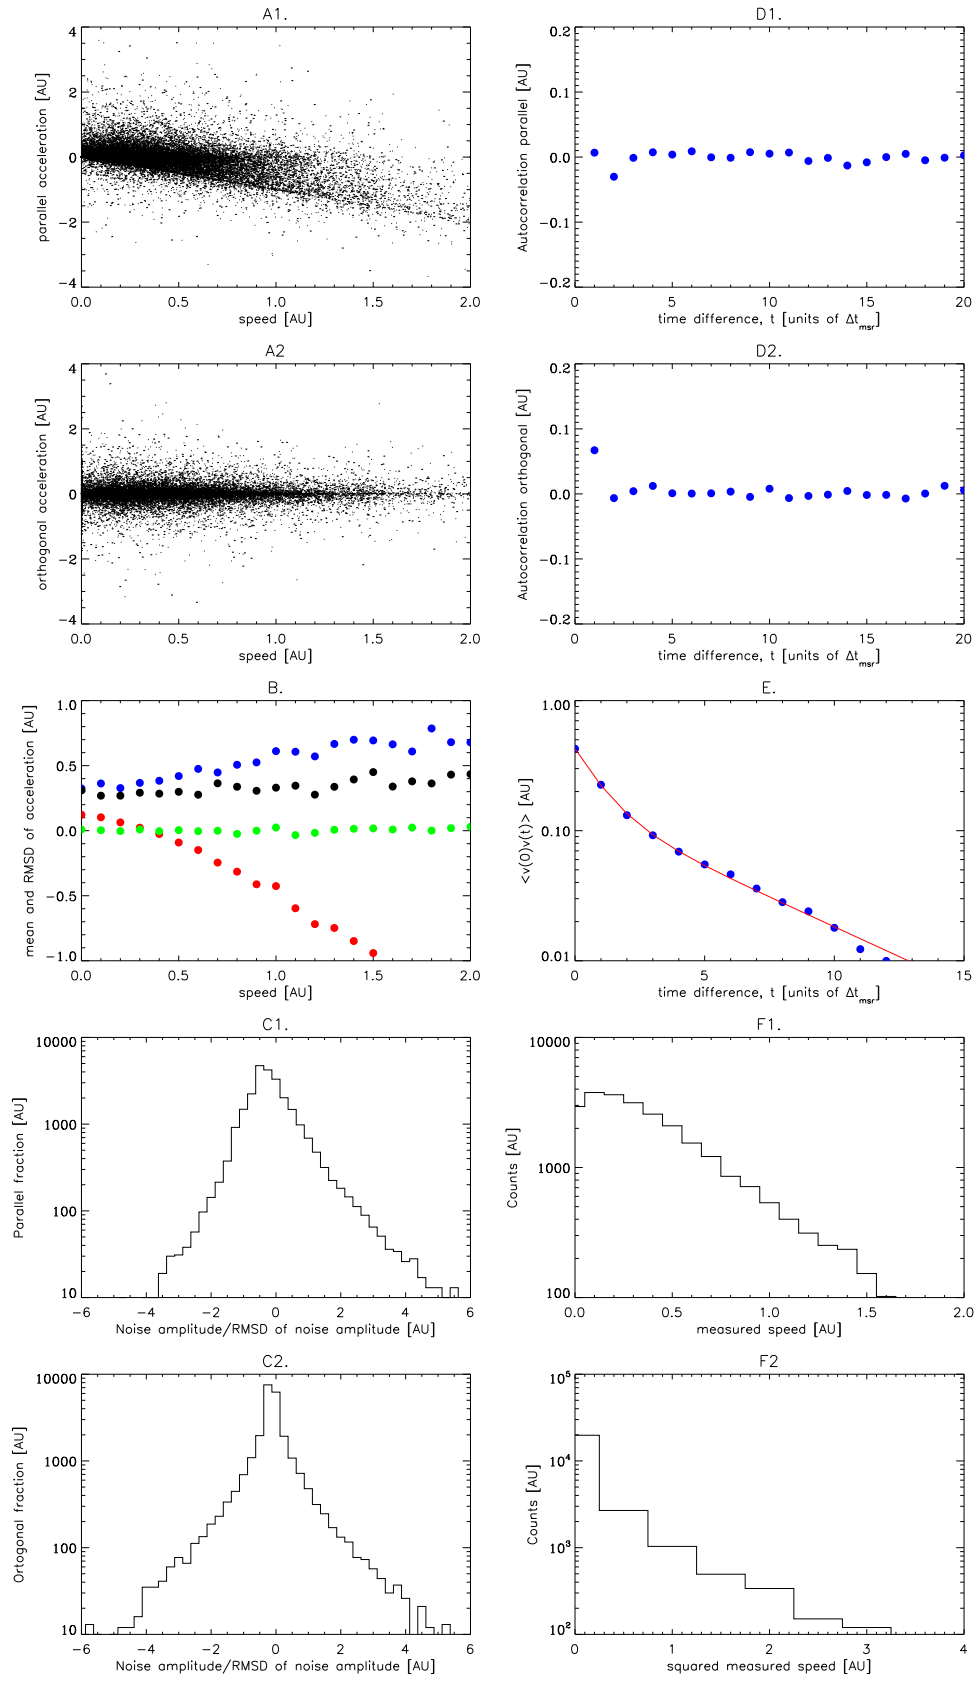 A1.
4
2
0
−2
−4
parallel acceleration [AU]
0.0 0.5 1.0 1.5 2.0
speed [AU]
D1.
0.2
0.1
0.0
−0.1
−0.2
Autocorrelation parallel [AU]
0 5 10 15 20
time difference, t [units of Δt_msr]
A2
4
2
0
−2
−4
orthogonal acceleration [AU]
0.0 0.5 1.0 1.5 2.0
speed [AU]
D2.
0.2
0.1
0.0
−0.1
−0.2
Autocorrelation orthogonal [AU]
0 5 10 15 20
time difference, t [units of Δt_msr]
B.
1.0
0.5
0.0
−0.5
−1.0
mean and RMSD of acceleration [AU]
0.0 0.5 1.0 1.5 2.0
speed [AU]
E.
1.00
0.10
0.01
<v(0)v(t)> [AU]
0 5 10 15
time difference, t [units of Δt_msr]
C1.
10000
1000
100
10
Parallel fraction [AU]
−6 −4 −2 0 2 4 6
Noise amplitude/RMSD of noise amplitude [AU]
F1.
10000
1000
100
Counts [AU]
0.0 0.5 1.0 1.5 2.0
measured speed [AU]
C2.
10000
1000
100
10
Ortogonal fraction [AU]
−6 −4 −2 0 2 4 6
Noise amplitude/RMSD of noise amplitude [AU]
F2
10⁵
10⁴
10³
10²
Counts [AU]
0 1 2 3 4
squared measured speed [AU]